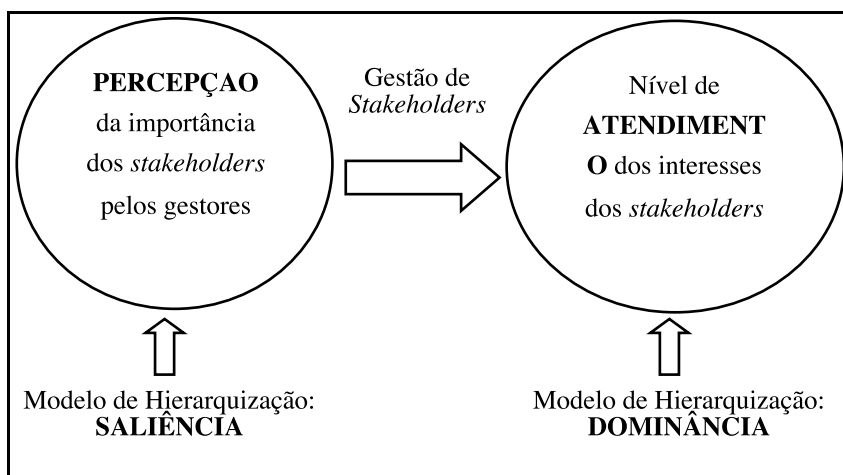 PERCEPÇAO
da importância
dos stakeholders
pelos gestores
Gestão de
Stakeholders
Nível de
ATENDIMENT
O dos interesses
dos stakeholders
Modelo de Hierarquização:
SALIÊNCIA
Modelo de Hierarquização:
DOMINÂNCIA